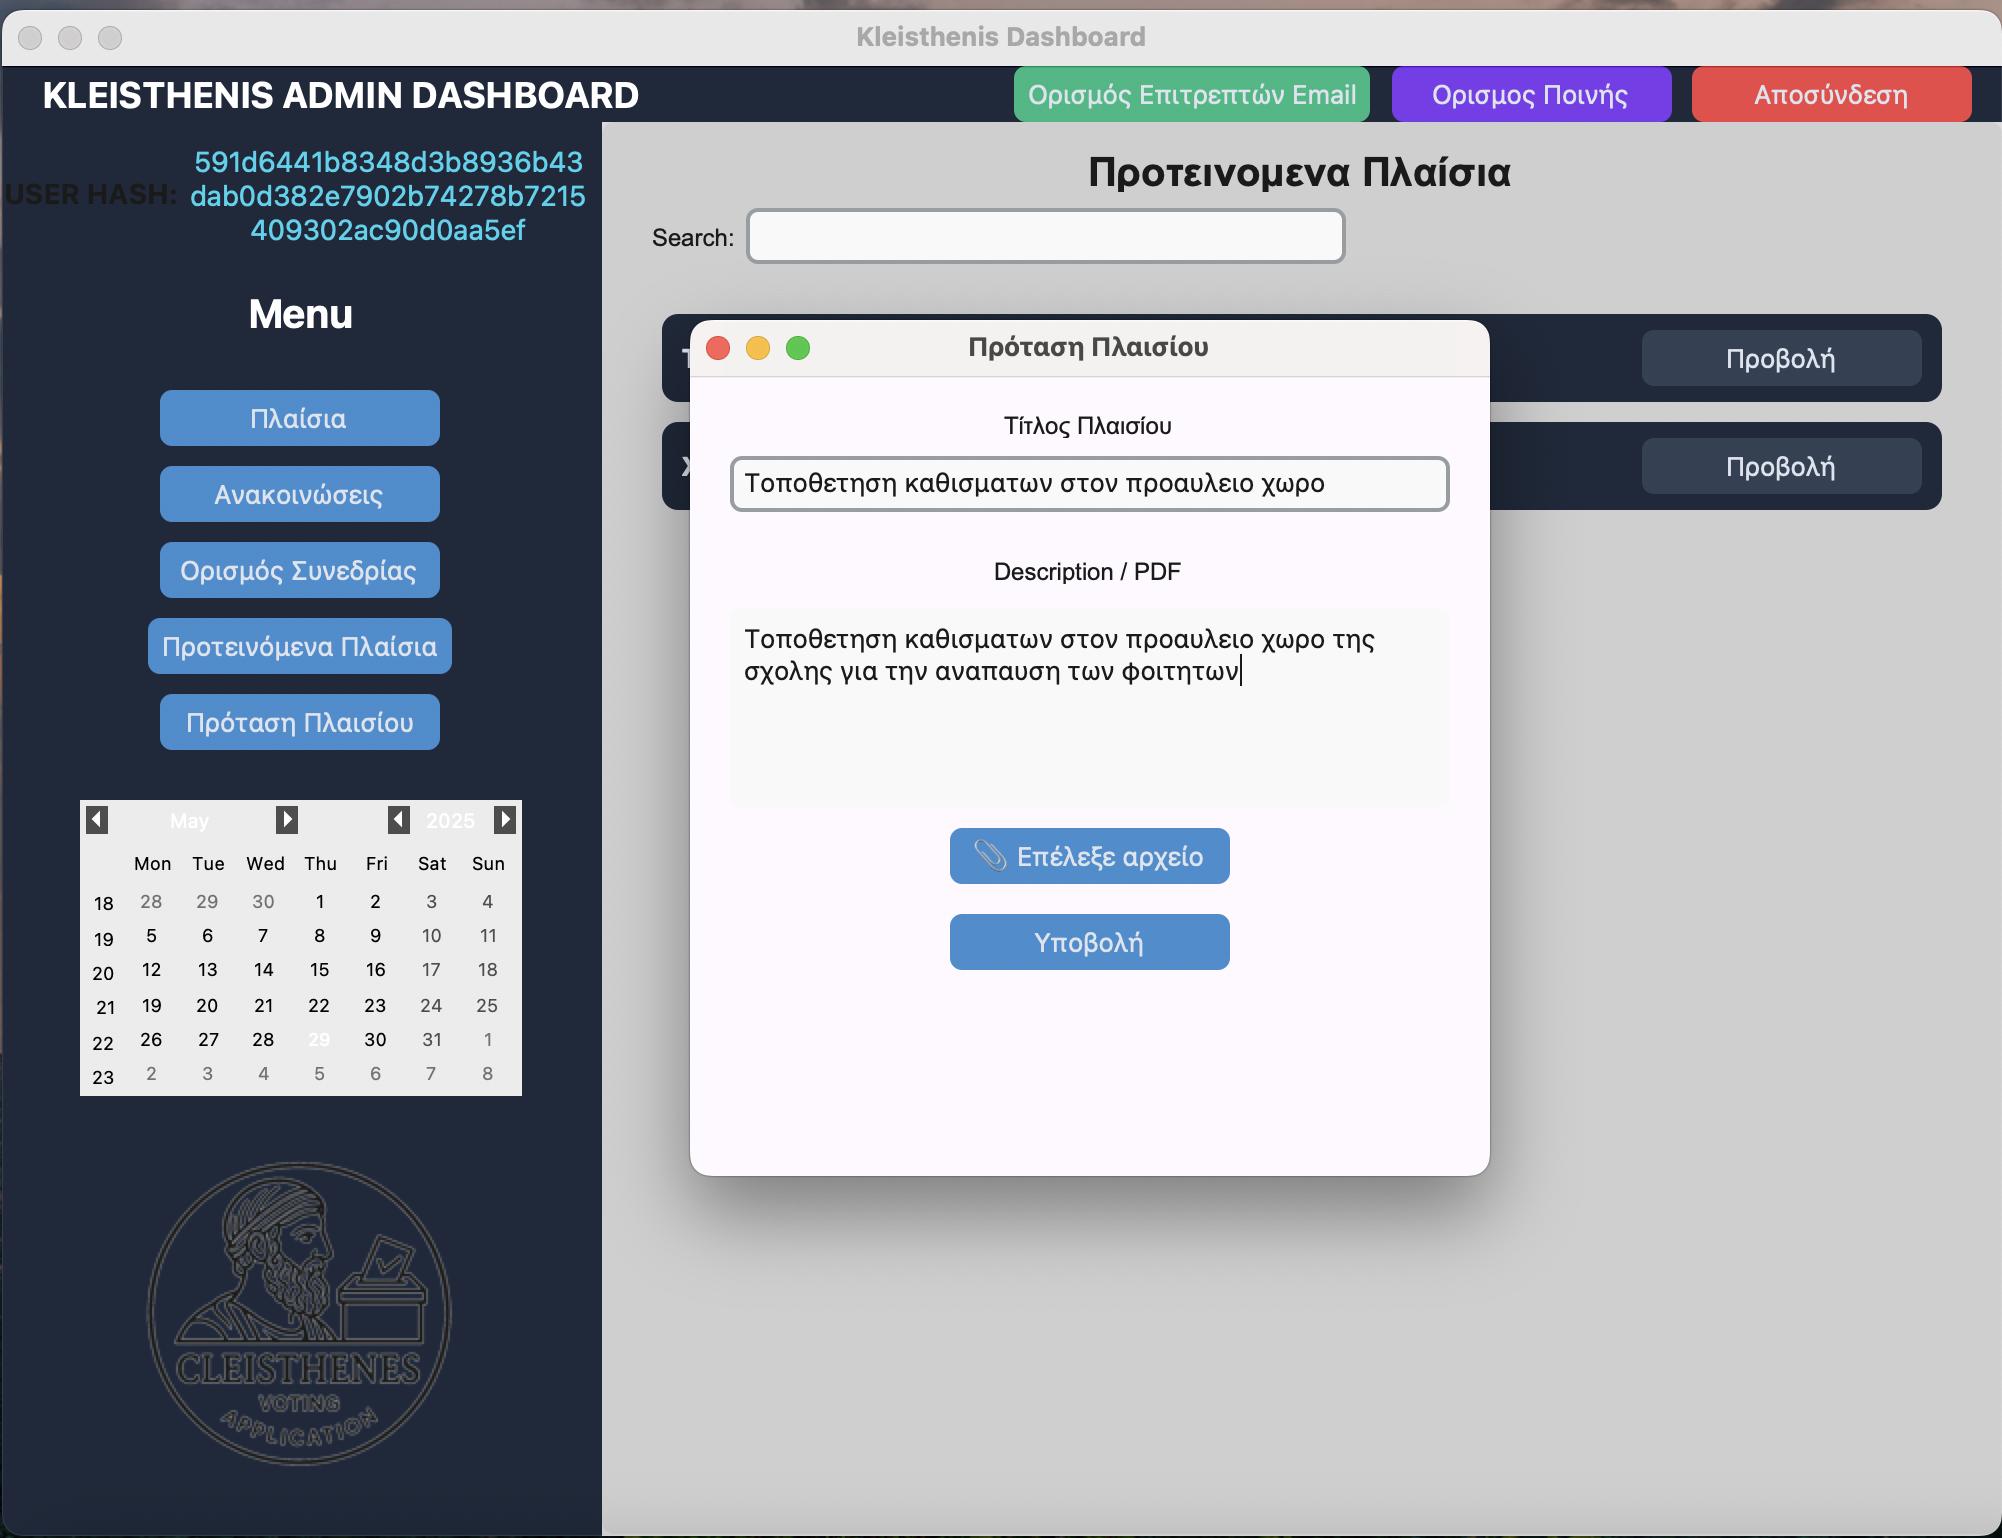 Kleisthenis Dashboard
KLEISTHENIS ADMIN DASHBOARD
Ορισμός Επιτρεπτών Email
Ορισμος Ποινής
Αποσύνδεση
USER HASH:
591d6441b8348d3b8936b43
dab0d382e7902b74278b7215
409302ac90d0aa5ef
Menu
Πλαίσια
Ανακοινώσεις
Ορισμός Συνεδρίας
Προτεινόμενα Πλαίσια
Πρόταση Πλαισίου
May 2025
Mon Tue Wed Thu Fri Sat Sun
18 28 29 30 1 2 3 4
19 5 6 7 8 9 10 11
20 12 13 14 15 16 17 18
21 19 20 21 22 23 24 25
22 26 27 28 29 30 31 1
23 2 3 4 5 6 7 8
CLEISTHENES
VOTING
APPLICATION
Προτεινομενα Πλαίσια
Search:
Προβολή
Προβολή
Πρόταση Πλαισίου
Τίτλος Πλαισίου
Τοποθετηση καθισματων στον προαυλειο χωρο
Description / PDF
Τοποθετηση καθισματων στον προαυλειο χωρο της
σχολης για την αναπαυση των φοιτητων
Επέλεξε αρχείο
Υποβολή